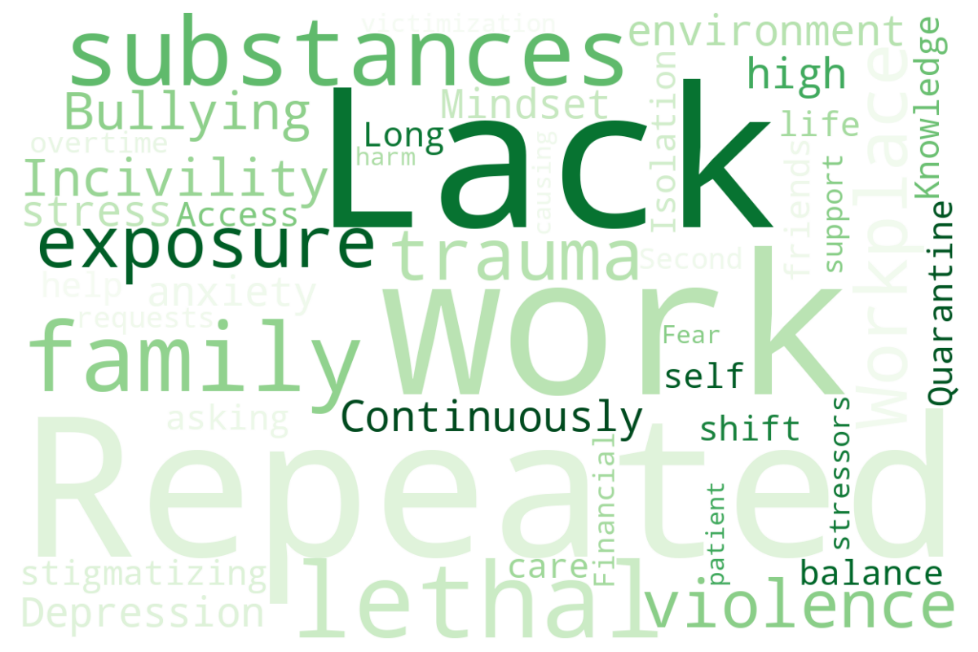 victimization
substances
environment
Knowledge
high
Bullying
Mindset
Lack
Long
life
overtime
harm
causing
Isolation
friends
support
Workplace
Incivility
stress
Access
exposure
trauma
Second
Quarantine
help
anxiety
work
requests
family
Fear
self
Continuously
asking
shift
stressors
Repeated
Financial
patient
stigmatizing
lethal
care
balance
Depression
violence